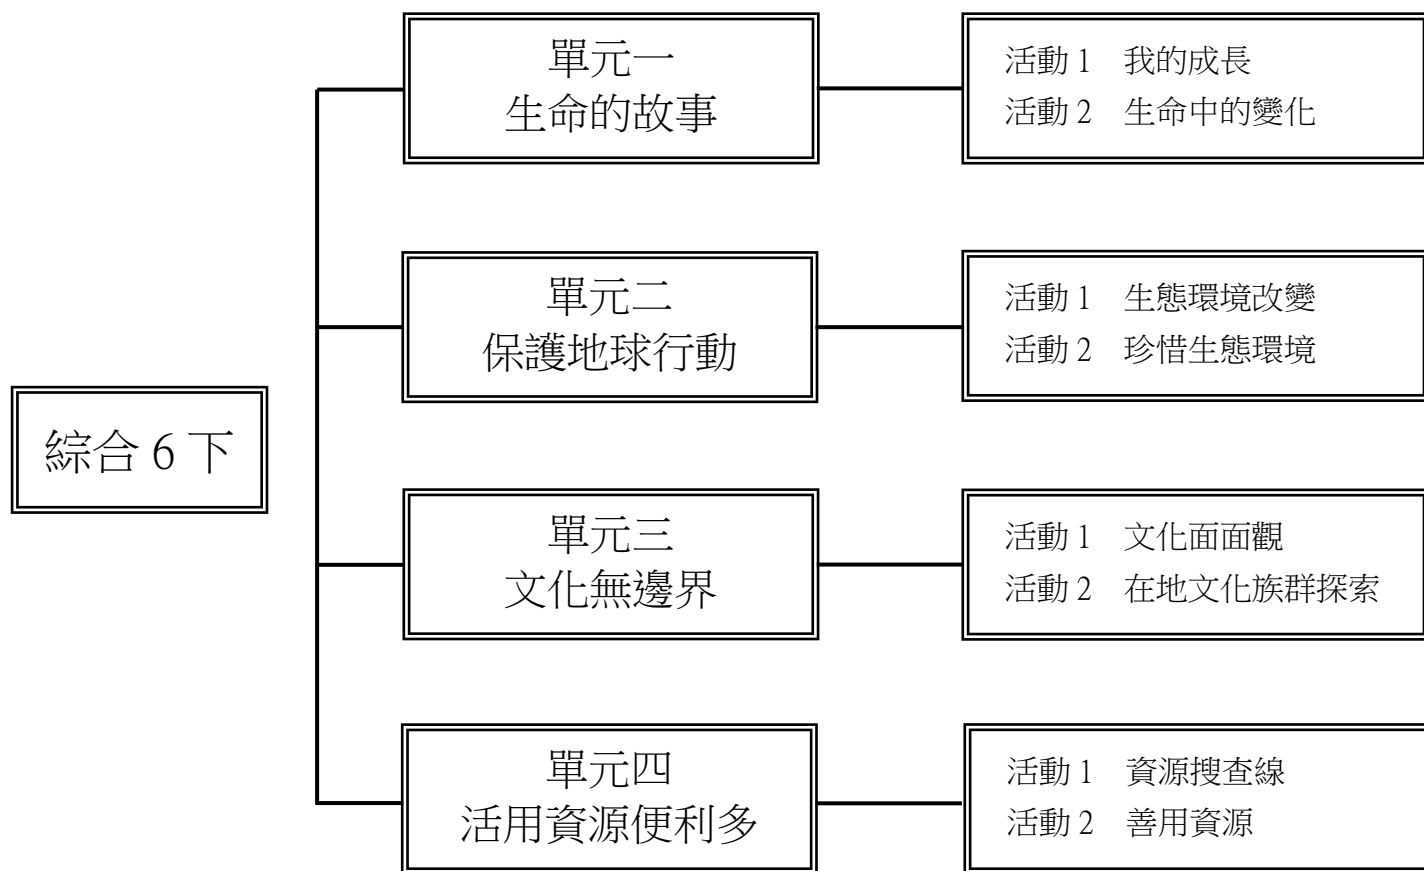 綜合6下
單元一
生命的故事
活動1　我的成長
活動2　生命中的變化
單元二
保護地球行動
活動1　生態環境改變
活動2　珍惜生態環境
單元三
文化無邊界
活動1　文化面面觀
活動2　在地文化族群探索
單元四
活用資源便利多
活動1　資源搜查線
活動2　善用資源